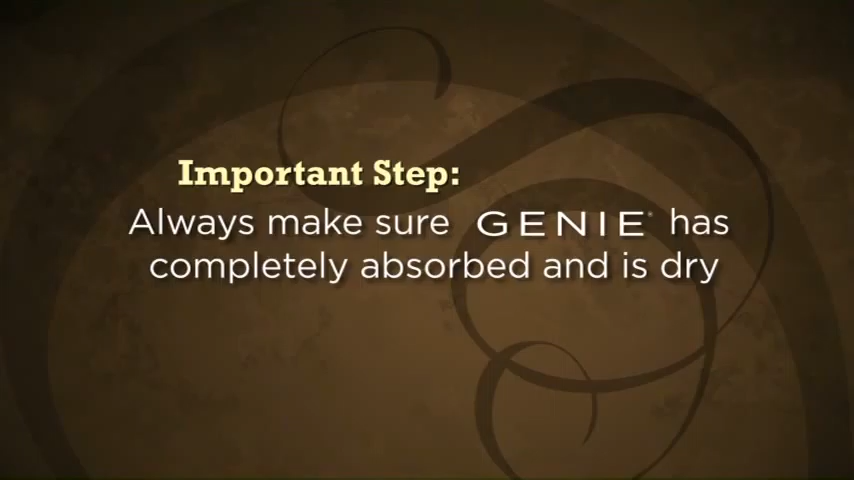 Important Step:
Always make sure GENIE® has
completely absorbed and is dry